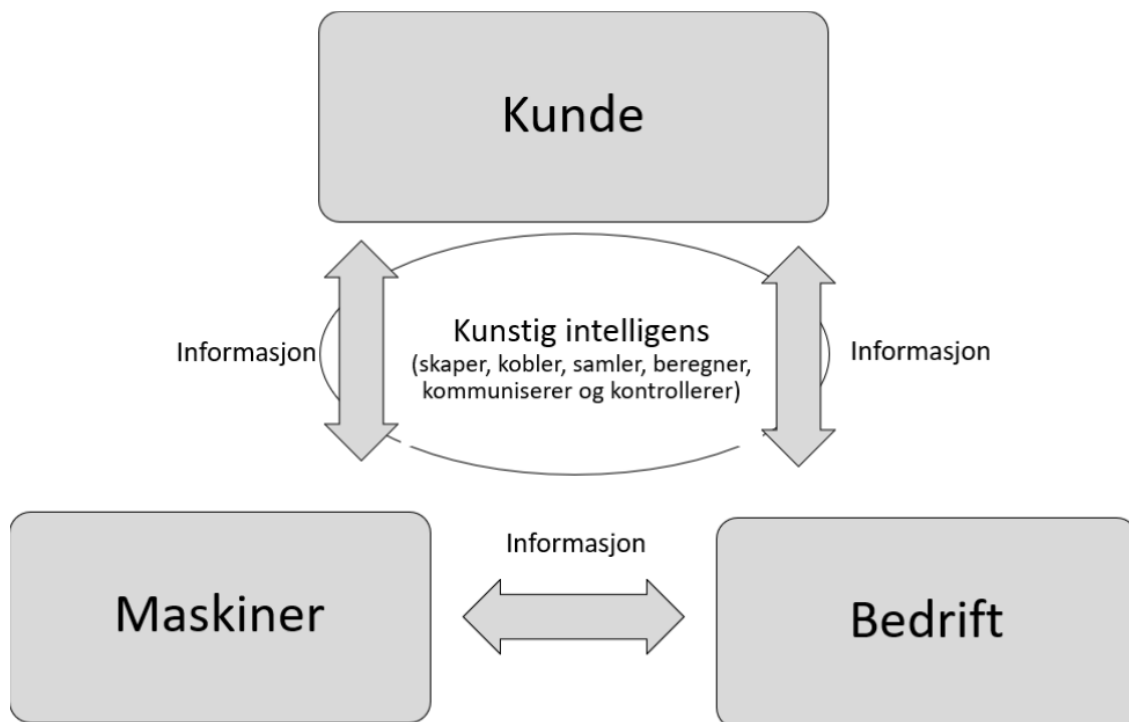 Kunde
Kunstig intelligens
(skaper, kobler, samler, beregner,
kommuniserer og kontrollerer)
Informasjon
Informasjon
Informasjon
Maskiner
Bedrift